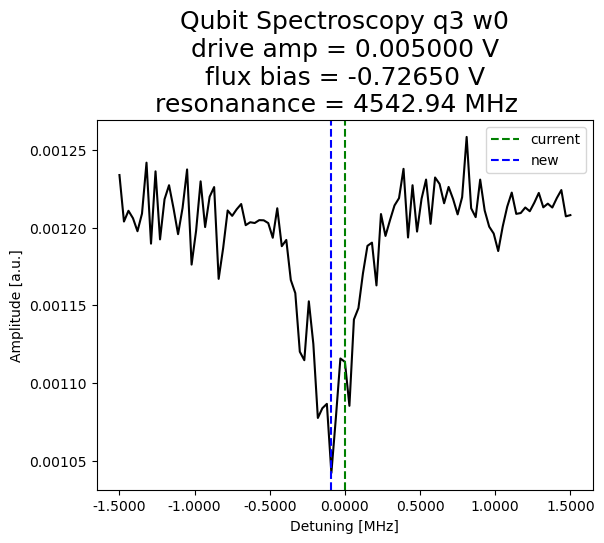 Qubit Spectroscopy q3 w0
drive amp = 0.005000 V
flux bias = -0.72650 V
resonanance = 4542.94 MHz
current
new
0.00125
0.00120
0.00115
0.00110
0.00105
Amplitude [a.u.]
-1.5000 -1.0000 -0.5000 0.0000 0.5000 1.0000 1.5000
Detuning [MHz]